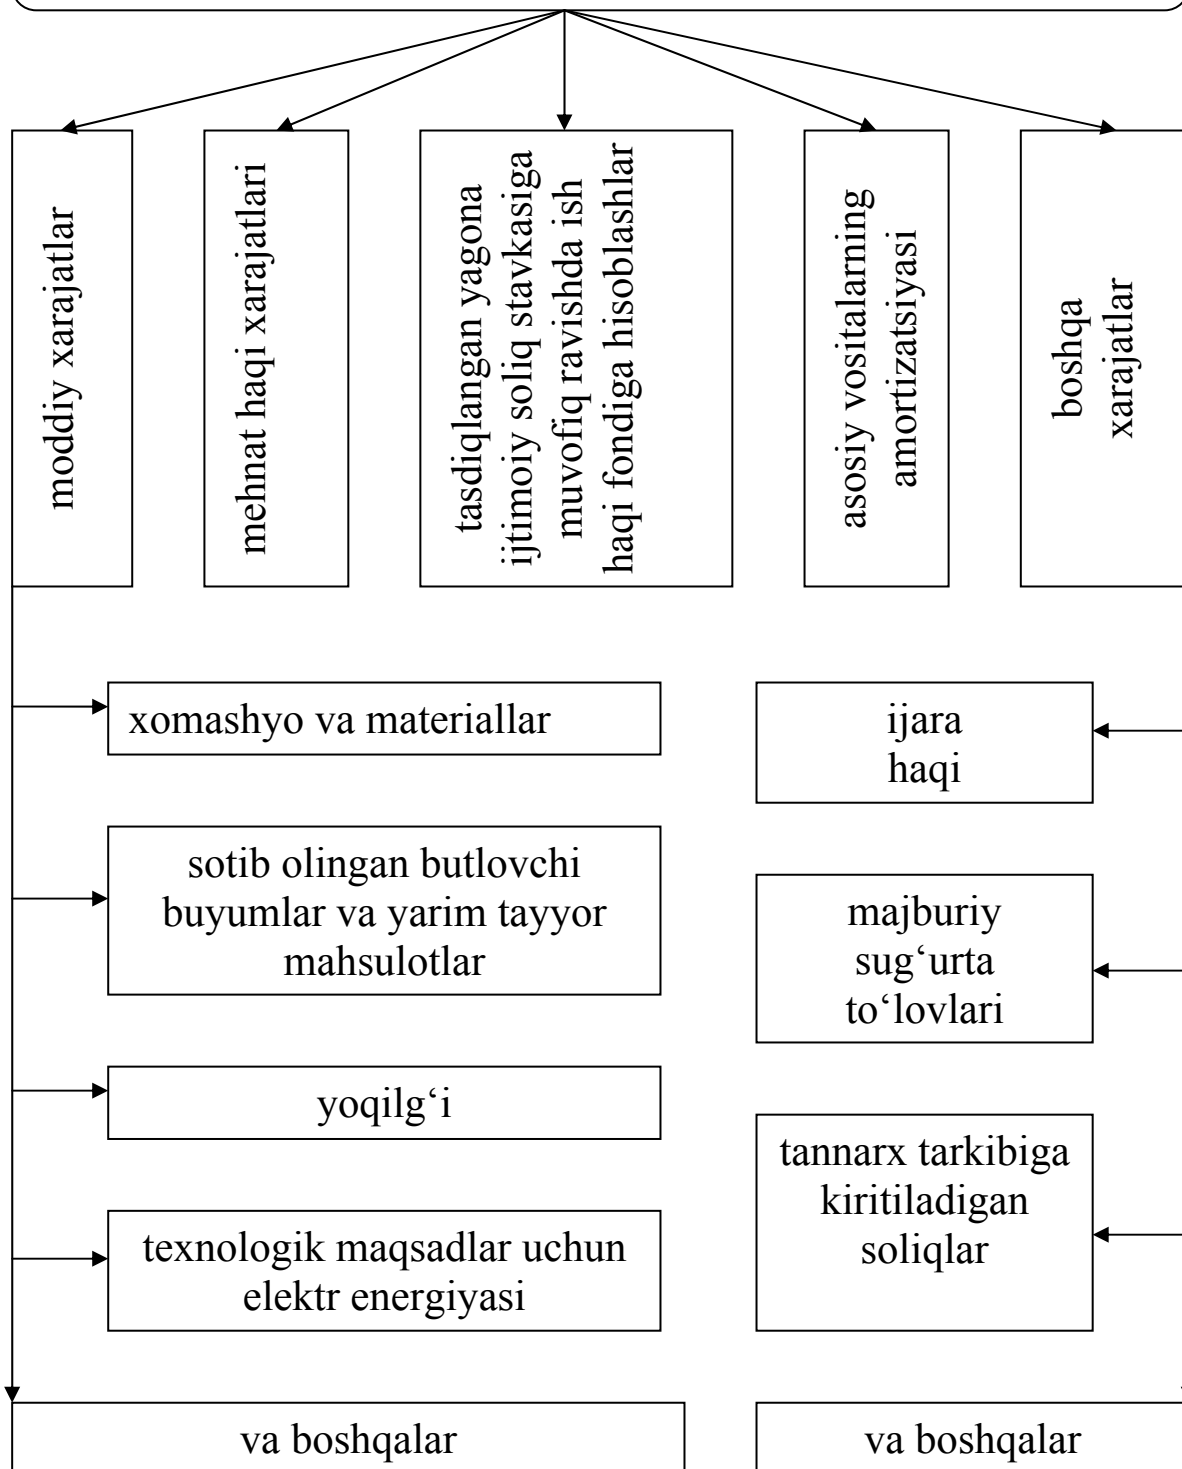 moddiy xarajatlar
mehnat haqi xarajatlari
tasdiqlangan yagona
ijtimoiy soliq stavkasiga
muvofiq ravishda ish
haqi fondiga hisoblashlar
asosiy vositalarning
amortizatsiyasi
boshqa
xarajatlar
xomashyo va materiallar
sotib olingan butlovchi
buyumlar va yarim tayyor
mahsulotlar
yoqilg‘i
texnologik maqsadlar uchun
elektr energiyasi
va boshqalar
ijara
haqi
majburiy
sug‘urta
to‘lovlari
tannarx tarkibiga
kiritiladigan
soliqlar
va boshqalar